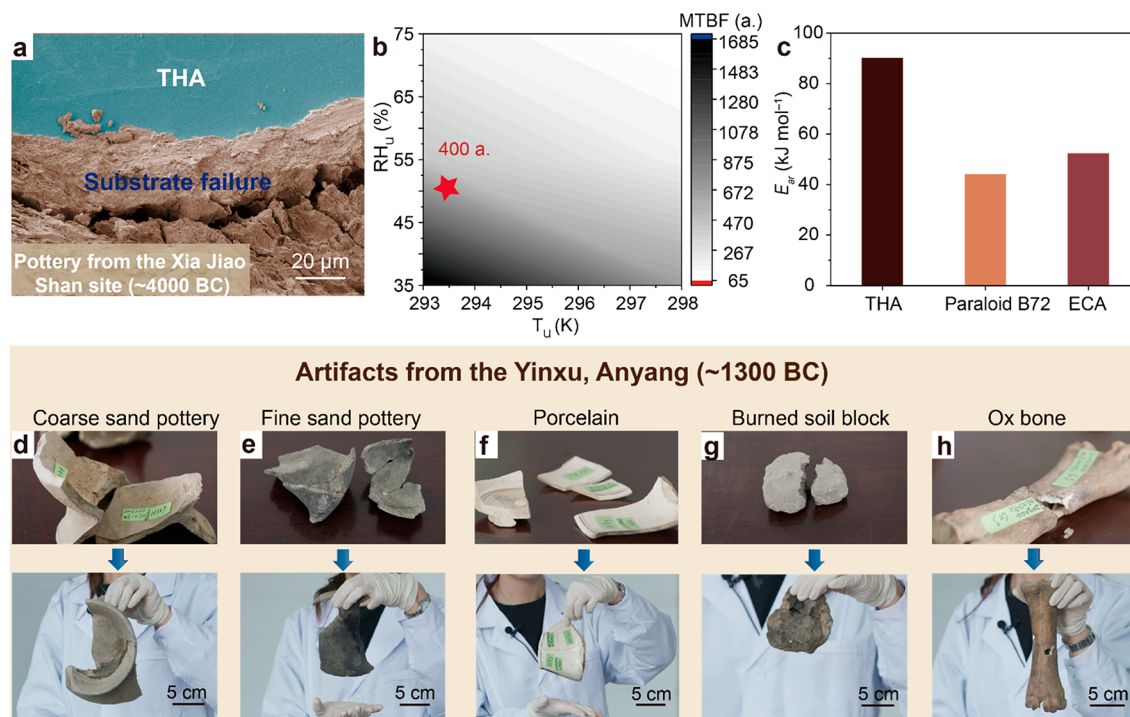 a
THA
Substrate failure
Pottery from the Xia Jiao
Shan site (~4000 BC)
20 µm
b
MTBF (a.)
RHu (%)
75
65
55
45
35
400 a.
293
294
295
296
297
298
Tu (K)
1685
1483
1280
1078
875
672
470
267
65
c
Ear (kJ mol⁻¹)
100
80
60
40
20
0
THA
Paraloid B72
ECA
Artifacts from the Yinxu, Anyang (~1300 BC)
Coarse sand pottery
Fine sand pottery
Porcelain
Burned soil block
Ox bone
d
e
f
g
h
5 cm
5 cm
5 cm
5 cm
5 cm